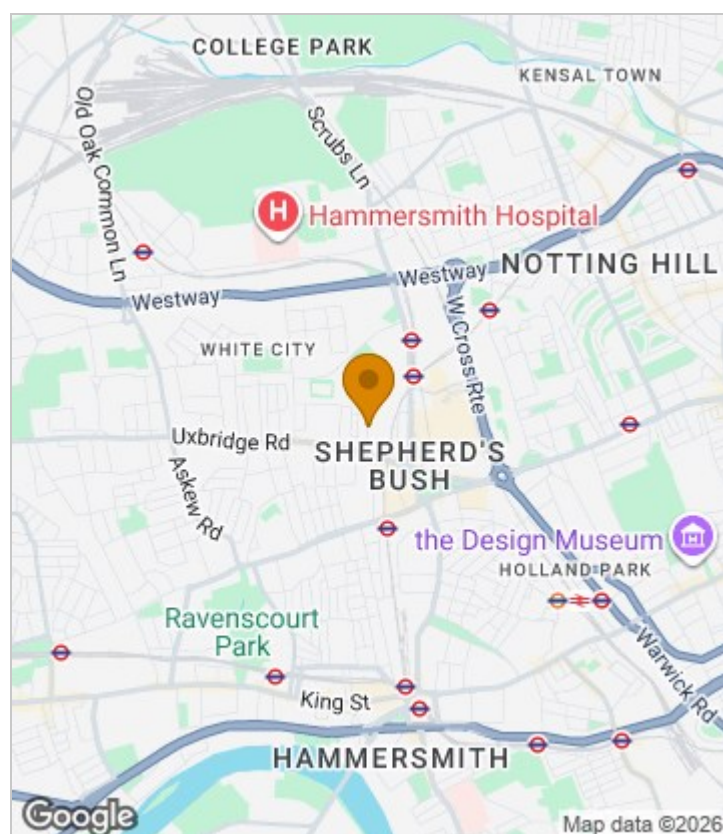 COLLEGE PARK
KENSAL TOWN
Old Oak Common Ln
Scrubs Ln
H
Hammersmith Hospital
Westway
Westway
NOTTING HILL
W Cross Rte
WHITE CITY
Uxbridge Rd
SHEPHERD'S
BUSH
Askew Rd
the Design Museum
HOLLAND PARK
Ravenscourt
Park
Warwick Rd
King St
HAMMERSMITH
Google
Map data ©2026